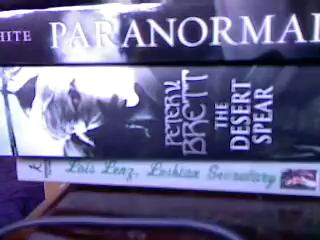 HITE PARANORMAL
PETER V.
BRETT
THE
DESERT
SPEAR
Lois Lenz, Lesbian Secretary